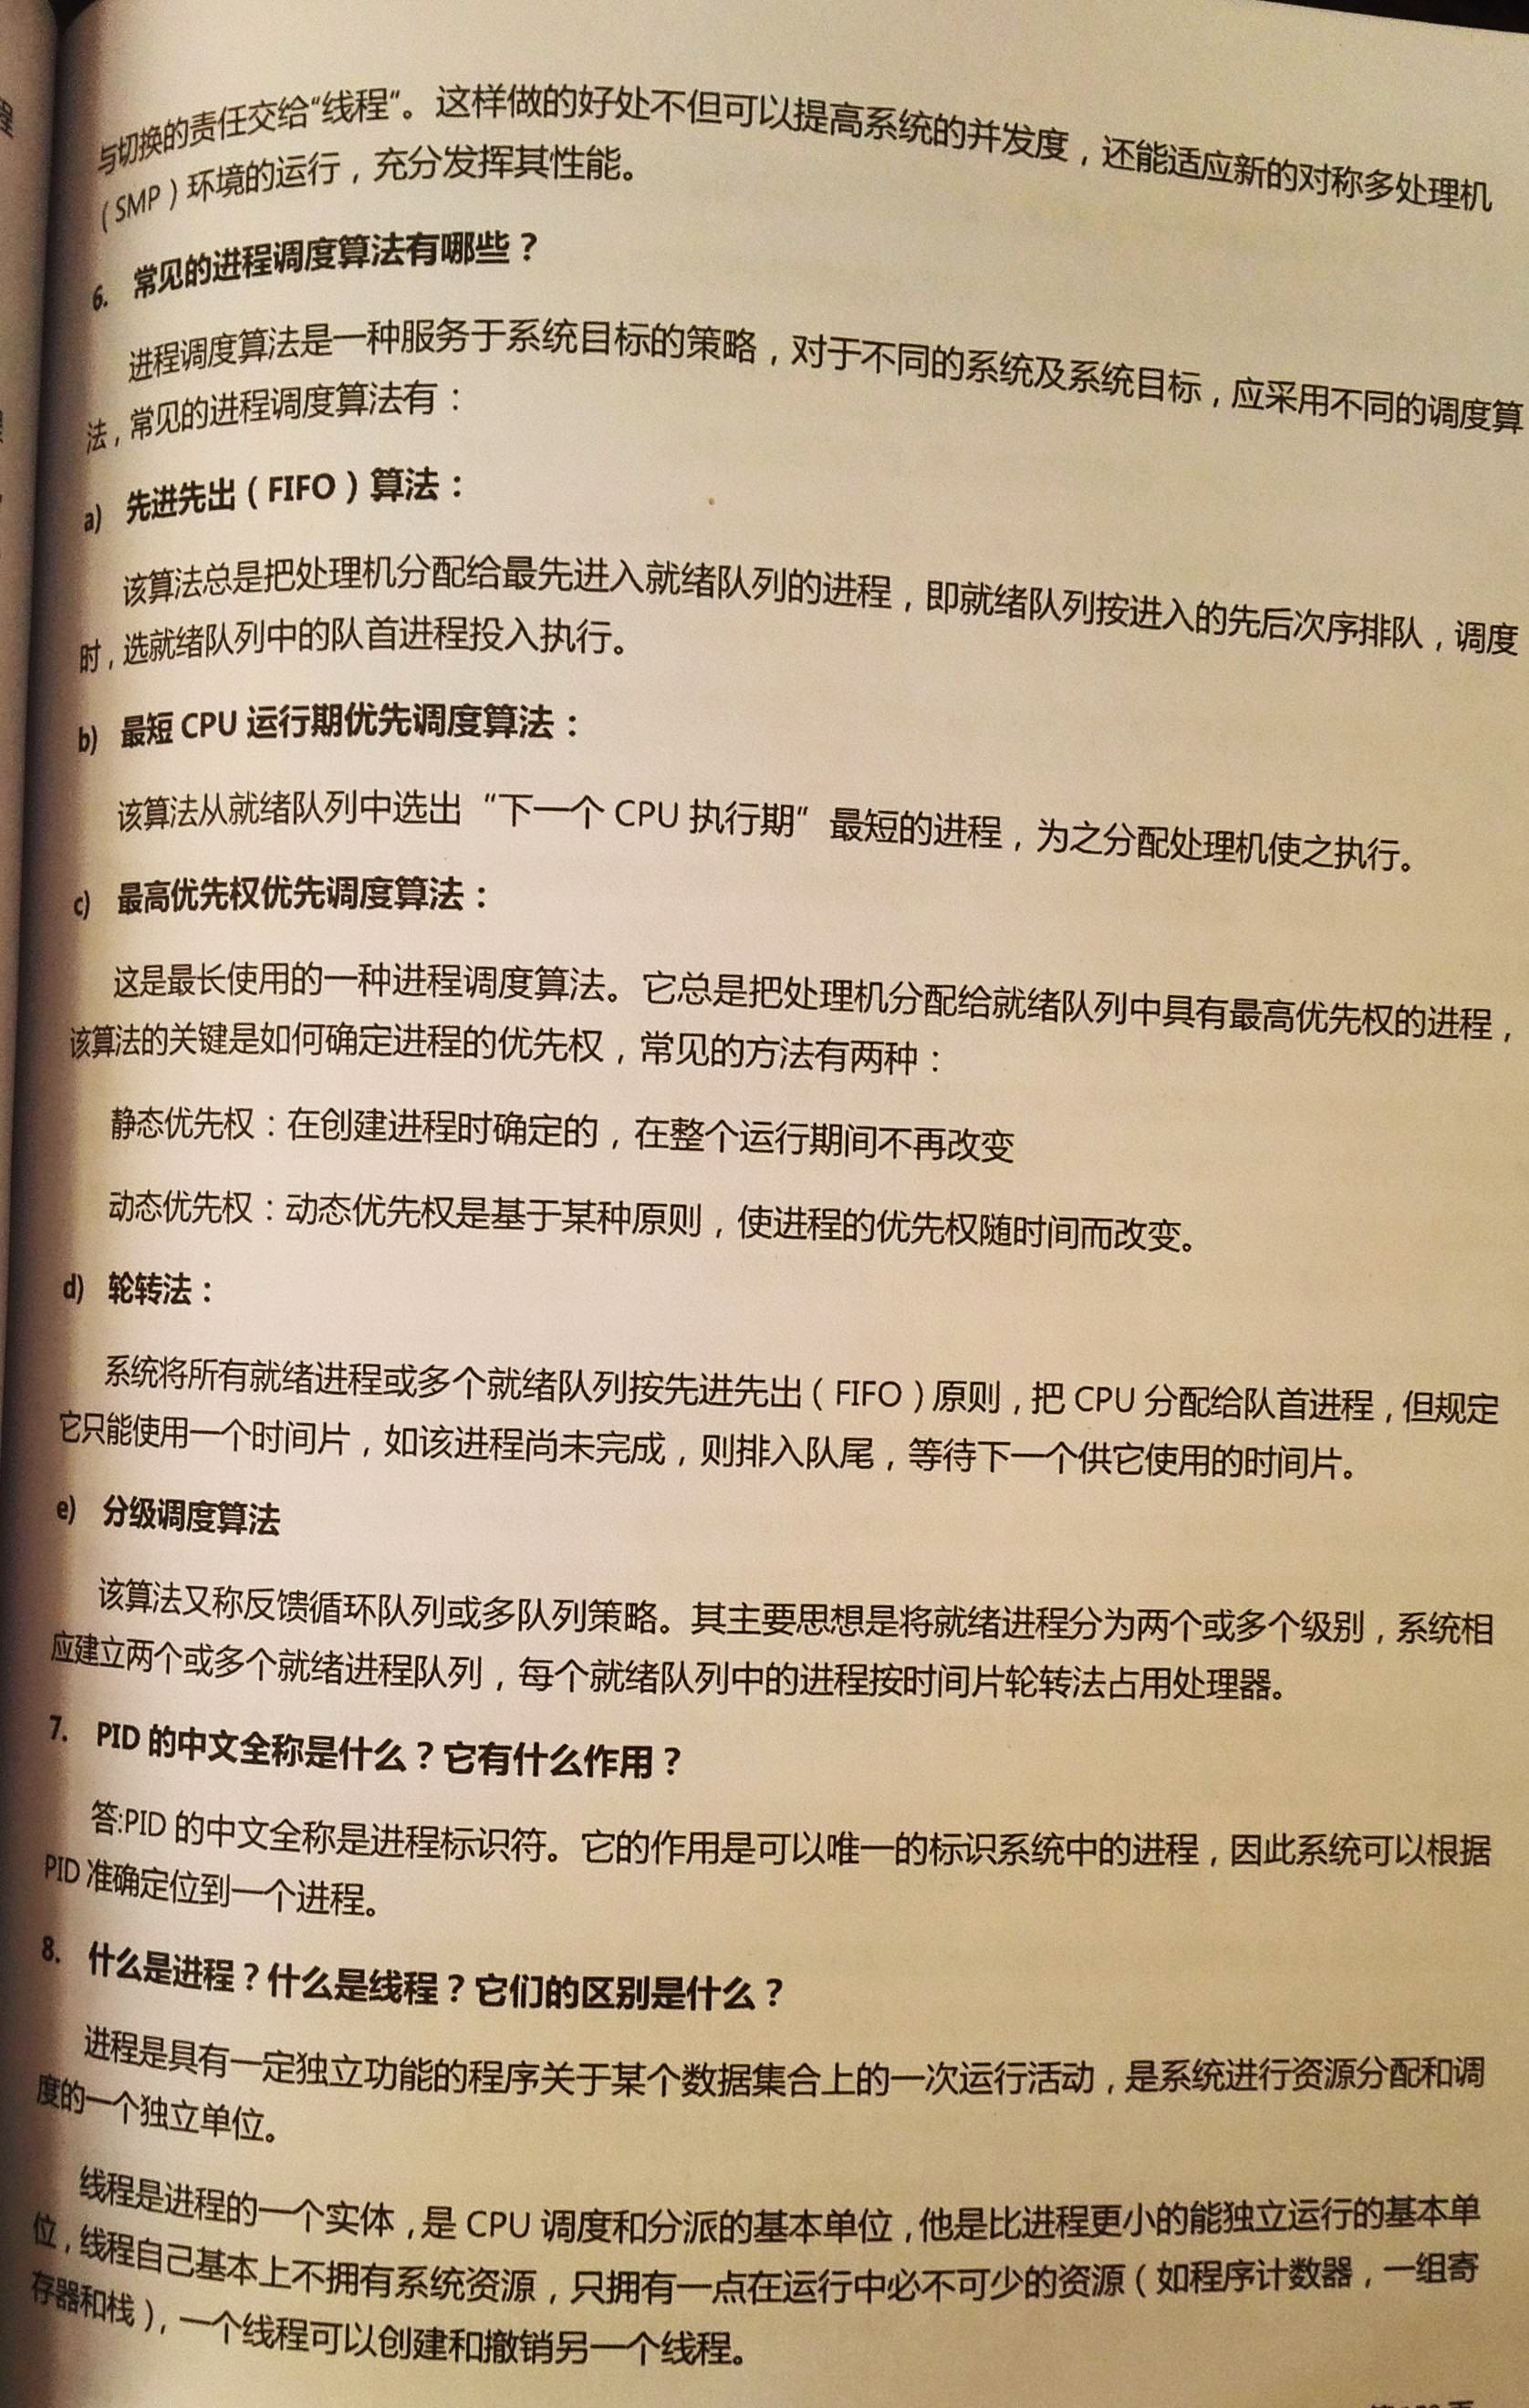 与切换的责任交给“线程”。这样做的好处不但可以提高系统的并发度，还能适应新的对称多处理机
（SMP）环境的运行，充分发挥其性能。
6. 常见的进程调度算法有哪些？
进程调度算法是一种服务于系统目标的策略，对于不同的系统及系统目标，应采用不同的调度算
法，常见的进程调度算法有：
a) 先进先出（FIFO）算法：
该算法总是把处理机分配给最先进入就绪队列的进程，即就绪队列按进入的先后次序排队，调度
时，选就绪队列中的队首进程投入执行。
b) 最短 CPU 运行期优先调度算法：
该算法从就绪队列中选出“下一个 CPU 执行期”最短的进程，为之分配处理机使之执行。
c) 最高优先权优先调度算法：
这是最长使用的一种进程调度算法。它总是把处理机分配给就绪队列中具有最高优先权的进程，
该算法的关键是如何确定进程的优先权，常见的方法有两种：
静态优先权：在创建进程时确定的，在整个运行期间不再改变
动态优先权：动态优先权是基于某种原则，使进程的优先权随时间而改变。
d) 轮转法：
系统将所有就绪进程或多个就绪队列按先进先出（FIFO）原则，把 CPU 分配给队首进程，但规定
它只能使用一个时间片，如该进程尚未完成，则排入队尾，等待下一个供它使用的时间片。
e) 分级调度算法
该算法又称反馈循环队列或多队列策略。其主要思想是将就绪进程分为两个或多个级别，系统相
应建立两个或多个就绪进程队列，每个就绪队列中的进程按时间片轮转法占用处理器。
7. PID 的中文全称是什么？它有什么作用？
答:PID 的中文全称是进程标识符。它的作用是可以唯一的标识系统中的进程，因此系统可以根据
PID 准确定位到一个进程。
8. 什么是进程？什么是线程？它们的区别是什么？
进程是具有一定独立功能的程序关于某个数据集合上的一次运行活动，是系统进行资源分配和调
度的一个独立单位。
线程是进程的一个实体，是 CPU 调度和分派的基本单位，他是比进程更小的能独立运行的基本单
位，线程自己基本上不拥有系统资源，只拥有一点在运行中必不可少的资源（如程序计数器，一组寄
存器和栈），一个线程可以创建和撤销另一个线程。